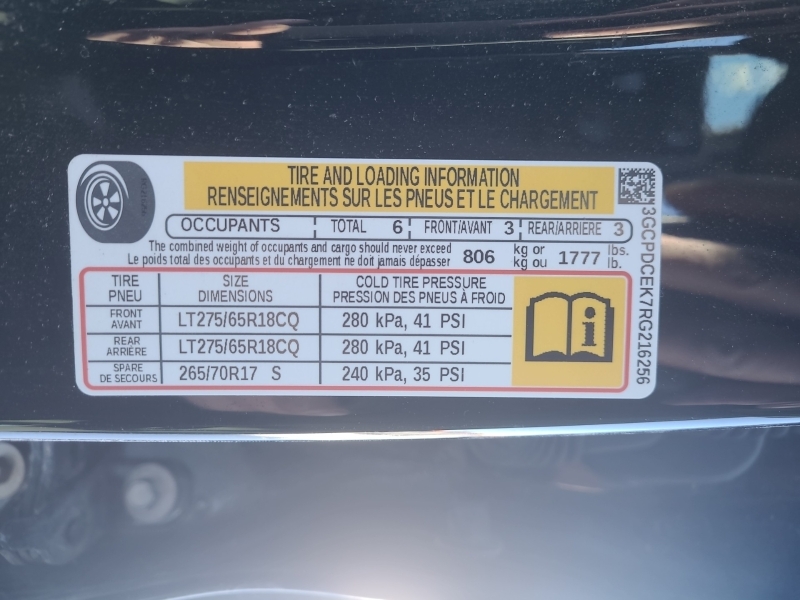 TIRE AND LOADING INFORMATION
RENSEIGNEMENTS SUR LES PNEUS ET LE CHARGEMENT
OCCUPANTS TOTAL 6 FRONT/AVANT 3 REAR/ARRIÈRE 3
The combined weight of occupants and cargo should never exceed 806 kg or 1777 lbs.
Le poids total des occupants et du chargement ne doit jamais dépasser kg ou lb.
TIRE SIZE COLD TIRE PRESSURE
PNEU DIMENSIONS PRESSION DES PNEUS À FROID
FRONT
AVANT LT275/65R18CQ 280 kPa, 41 PSI
REAR
ARRIÈRE LT275/65R18CQ 280 kPa, 41 PSI
SPARE
DE SECOURS 265/70R17 S 240 kPa, 35 PSI
3GCPDCEK7RG216256